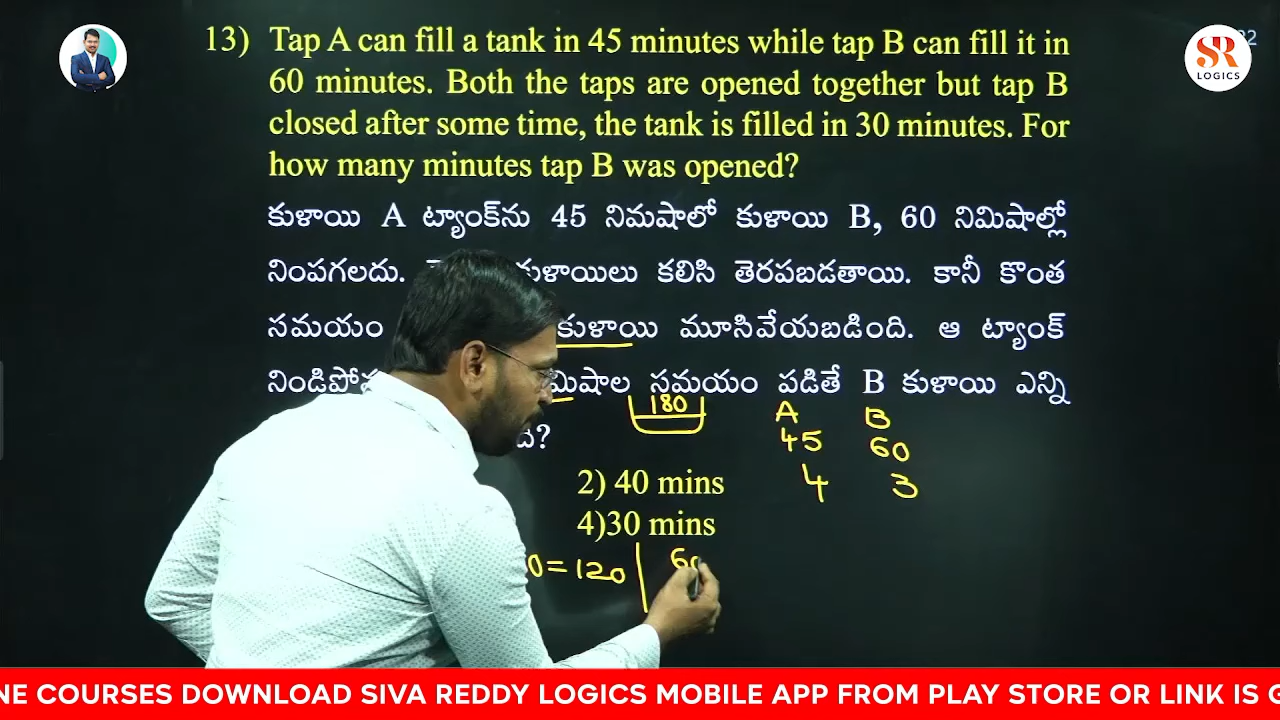 13) Tap A can fill a tank in 45 minutes while tap B can fill it in
60 minutes. Both the taps are opened together but tap B
closed after some time, the tank is filled in 30 minutes. For
how many minutes tap B was opened?
కుళాయి A ట్యాంక్‌ను 45 నిమషాలో కుళాయి B, 60 నిమిషాల్లో
నింపగలదు. కుళాయిలు కలిసి తెరపబడతాయి. కానీ కొంత
సమయం కుళాయి మూసివేయబడింది. ఆ ట్యాంక్
సమయం పడితే B కుళాయి ఎన్ని
180
A B
45 60
4 3
2) 40 mins
4)30 mins
0=120 | 60
SR
LOGICS
NE COURSES DOWNLOAD SIVA REDDY LOGICS MOBILE APP FROM PLAY STORE OR LINK IS G